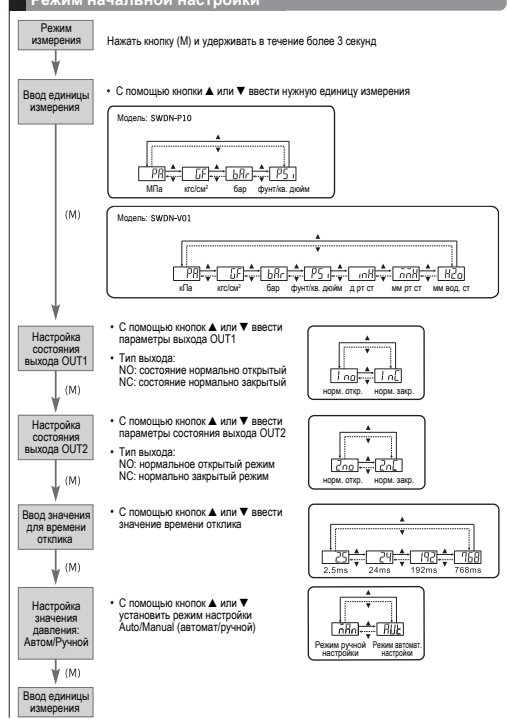 Режим начальной настройки
Режим
измерения
Нажать кнопку (М) и удерживать в течение более 3 секунд
Ввод единицы
измерения
• С помощью кнопки ▲ или ▼ ввести нужную единицу измерения
Модель: SWDN-P10
▲
▼
PA ▲ ▼ GF ▲ ▼ bAr ▲ ▼ PSi
МПа кгс/см² бар фунт/кв. дюйм
(М)
Модель: SWDN-V01
▲
▼
PA ▲ ▼ GF ▲ ▼ bAr ▲ ▼ PSi ▲ ▼ inH ▲ ▼ mmH ▲ ▼ H2o
кПа кгс/см² бар фунт/кв. дюйм д рт ст мм рт ст мм вод. ст
Настройка
состояния
выхода OUT1
• С помощью кнопок ▲ или ▼ ввести
параметры выхода OUT1
• Тип выхода:
NO: состояние нормально открытый
NC: состояние нормально закрытый
▲
▼
1no ▲ ▼ 1nC
норм. откр. норм. закр.
(М)
Настройка
состояния
выхода OUT2
• С помощью кнопок ▲ или ▼ ввести
параметры состояния выхода OUT2
• Тип выхода:
NO: нормальное открытый режим
NC: нормально закрытый режим
▲
▼
2no ▲ ▼ 2nC
норм. откр. норм. закр.
(М)
Ввод значения
для времени
отклика
• С помощью кнопок ▲ или ▼ ввести
значение времени отклика
▲
▼
2.5 ▲ ▼ 24 ▲ ▼ 192 ▲ ▼ 768
2.5ms 24ms 192ms 768ms
(М)
Настройка
значения
давления:
Автом/Ручной
• С помощью кнопок ▲ или ▼
установить режим настройки
Auto/Manual (автомат/ручной)
▲
▼
mAn ▲ ▼ AUt
Режим ручной настройки Режим автомат. настройки
(М)
Ввод единицы
измерения